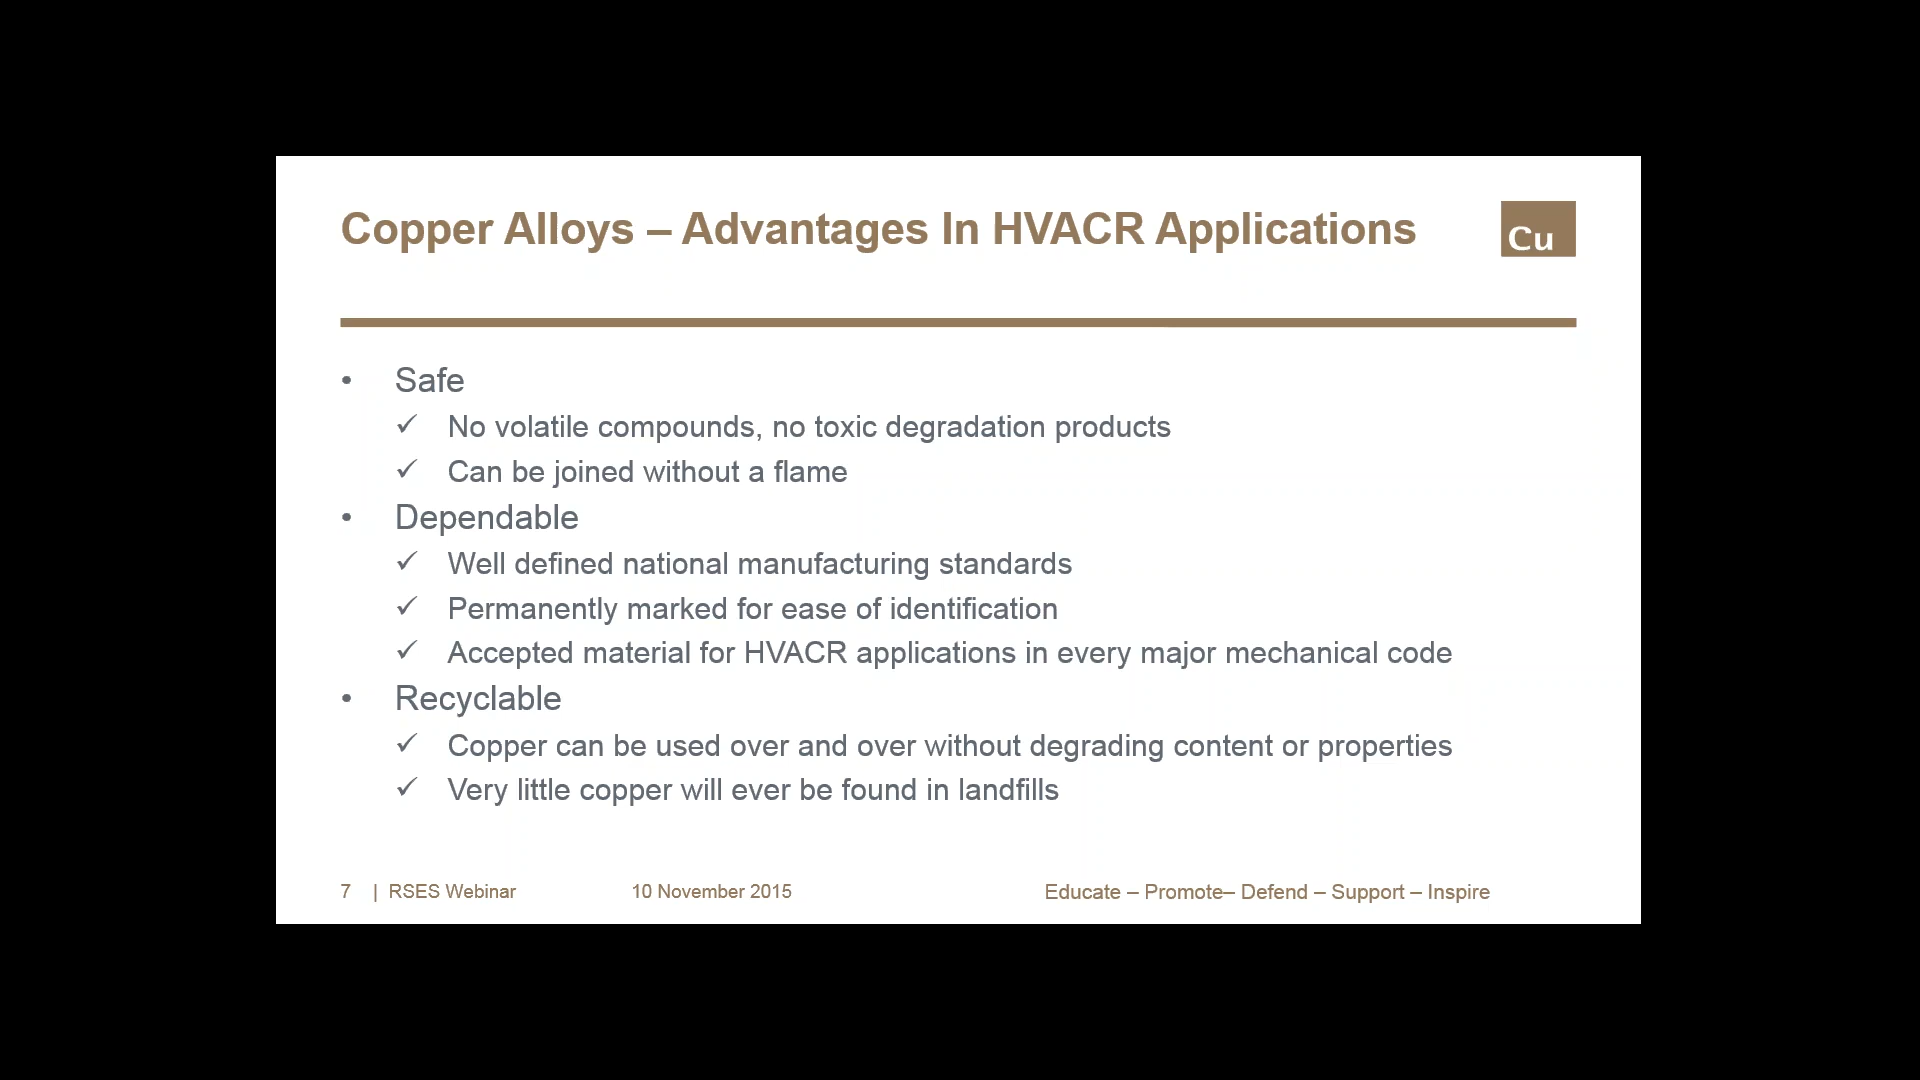 Copper Alloys – Advantages In HVACR Applications
Cu
• Safe
✓ No volatile compounds, no toxic degradation products
✓ Can be joined without a flame
• Dependable
✓ Well defined national manufacturing standards
✓ Permanently marked for ease of identification
✓ Accepted material for HVACR applications in every major mechanical code
• Recyclable
✓ Copper can be used over and over without degrading content or properties
✓ Very little copper will ever be found in landfills
7 | RSES Webinar 10 November 2015 Educate – Promote– Defend – Support – Inspire